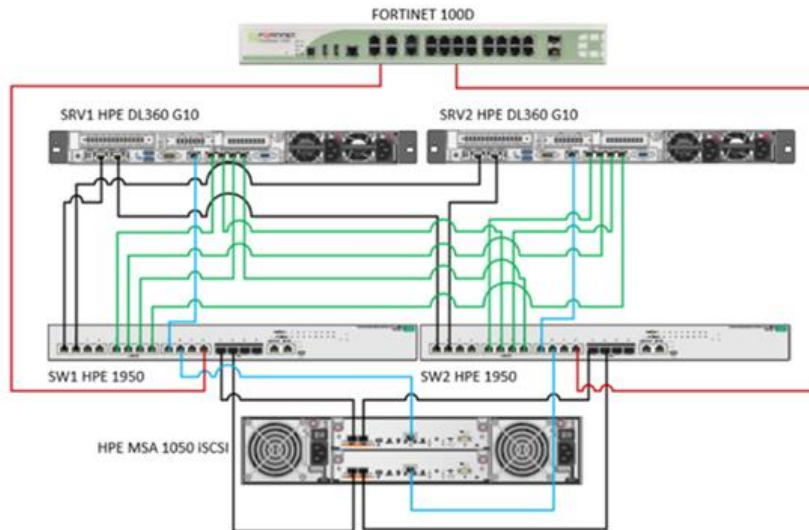 FORTINET 100D
FORTINET
SRV1 HPE DL360 G10
SRV2 HPE DL360 G10
SW1 HPE 1950
SW2 HPE 1950
HPE MSA 1050 iSCSI